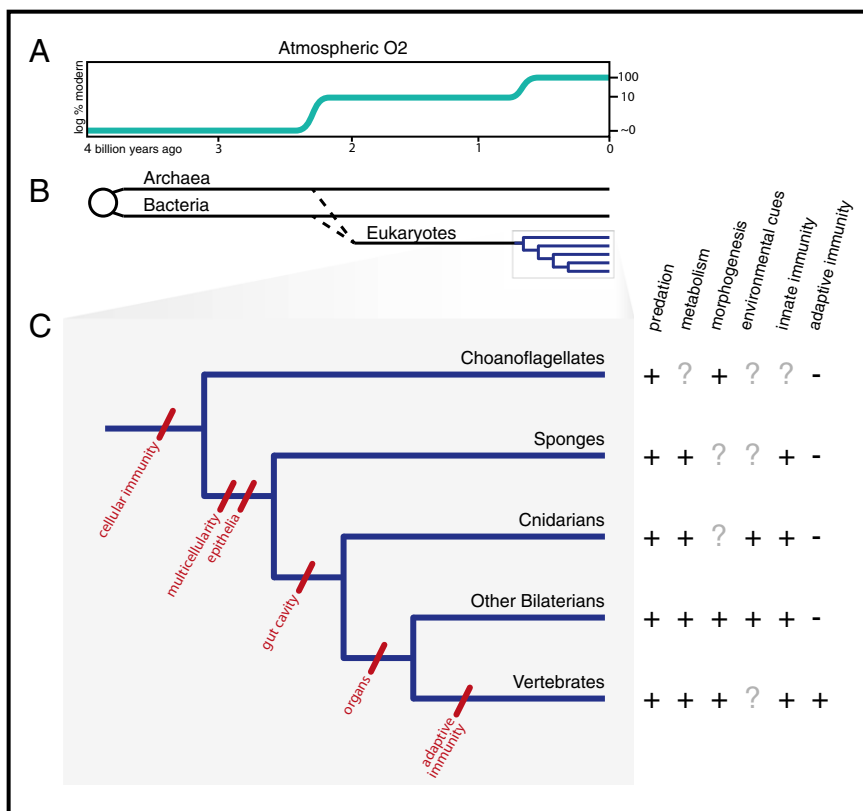 A
Atmospheric O2
log % modern
100
10
~0
4 billion years ago
3
2
1
0
B
Archaea
Bacteria
Eukaryotes
predation
metabolism
morphogenesis
environmental cues
innate immunity
adaptive immunity
C
Choanoflagellates
+ ? + ? ? -
Sponges
+ + ? ? + -
Cnidarians
+ + ? + + -
Other Bilaterians
+ + + + + -
Vertebrates
+ + + ? + +
cellular immunity
multicellularity
epithelia
gut cavity
organs
adaptive
immunity